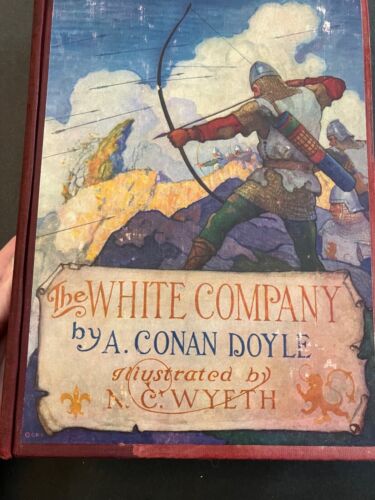 The WHITE COMPANY
by A. CONAN DOYLE
Illustrated by
N. C. WYETH